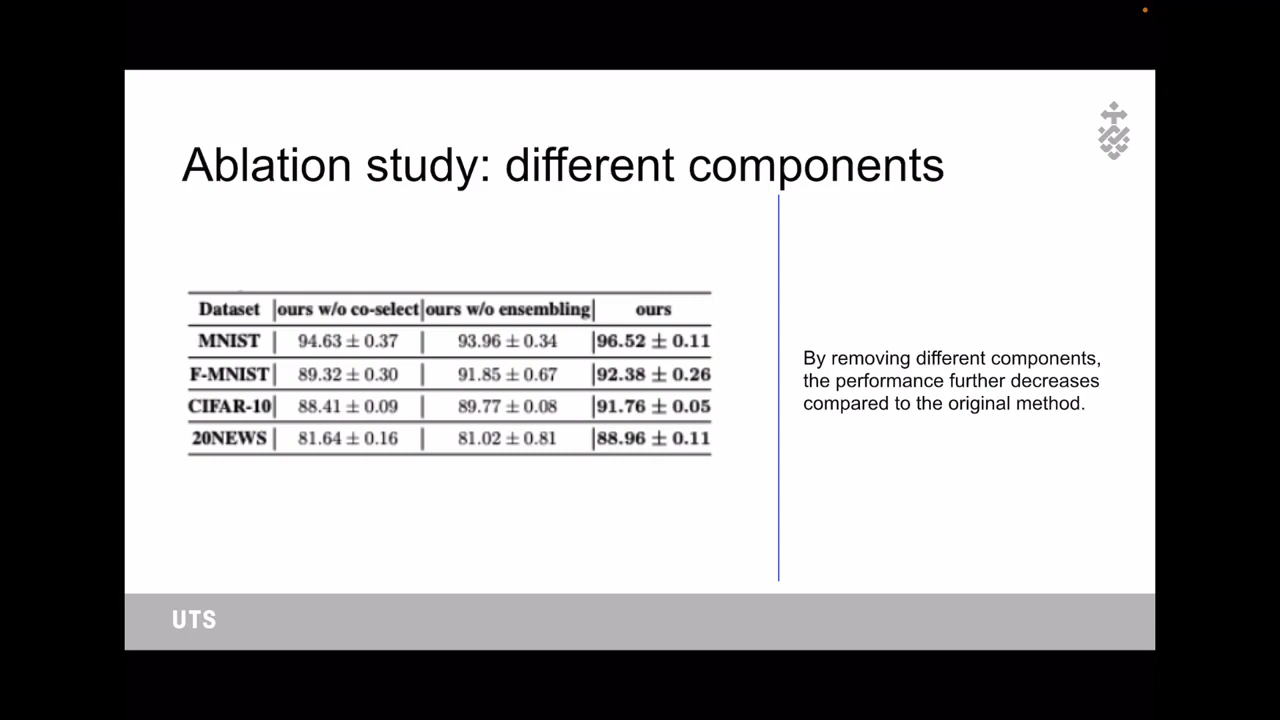 Ablation study: different components
Dataset ours w/o co-select ours w/o ensembling ours
MNIST 94.63 ± 0.37 93.96 ± 0.34 96.52 ± 0.11
F-MNIST 89.32 ± 0.30 91.85 ± 0.67 92.38 ± 0.26
CIFAR-10 88.41 ± 0.09 89.77 ± 0.08 91.76 ± 0.05
20NEWS 81.64 ± 0.16 81.02 ± 0.81 88.96 ± 0.11
By removing different components,
the performance further decreases
compared to the original method.
UTS